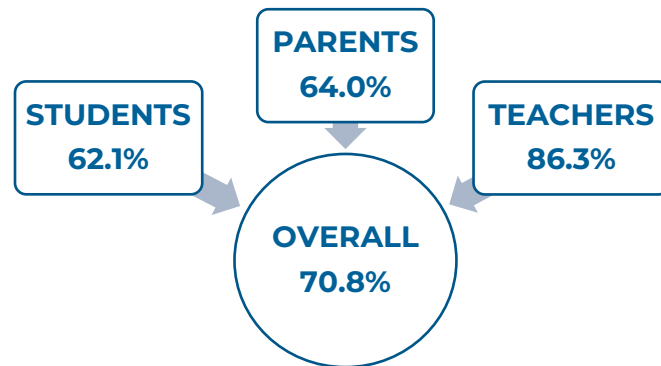 PARENTS
64.0%
STUDENTS
62.1%
TEACHERS
86.3%
OVERALL
70.8%